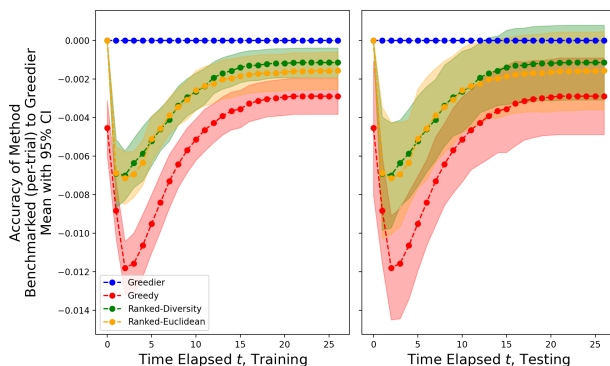 Accuracy of Method
Benchmarked (per-trial) to Greedier
Mean with 95% CI
0.000
−0.002
−0.004
−0.006
−0.008
−0.010
−0.012
−0.014
Greedier
Greedy
Ranked-Diversity
Ranked-Euclidean
0 5 10 15 20 25
0 5 10 15 20 25
Time Elapsed t, Training
Time Elapsed t, Testing